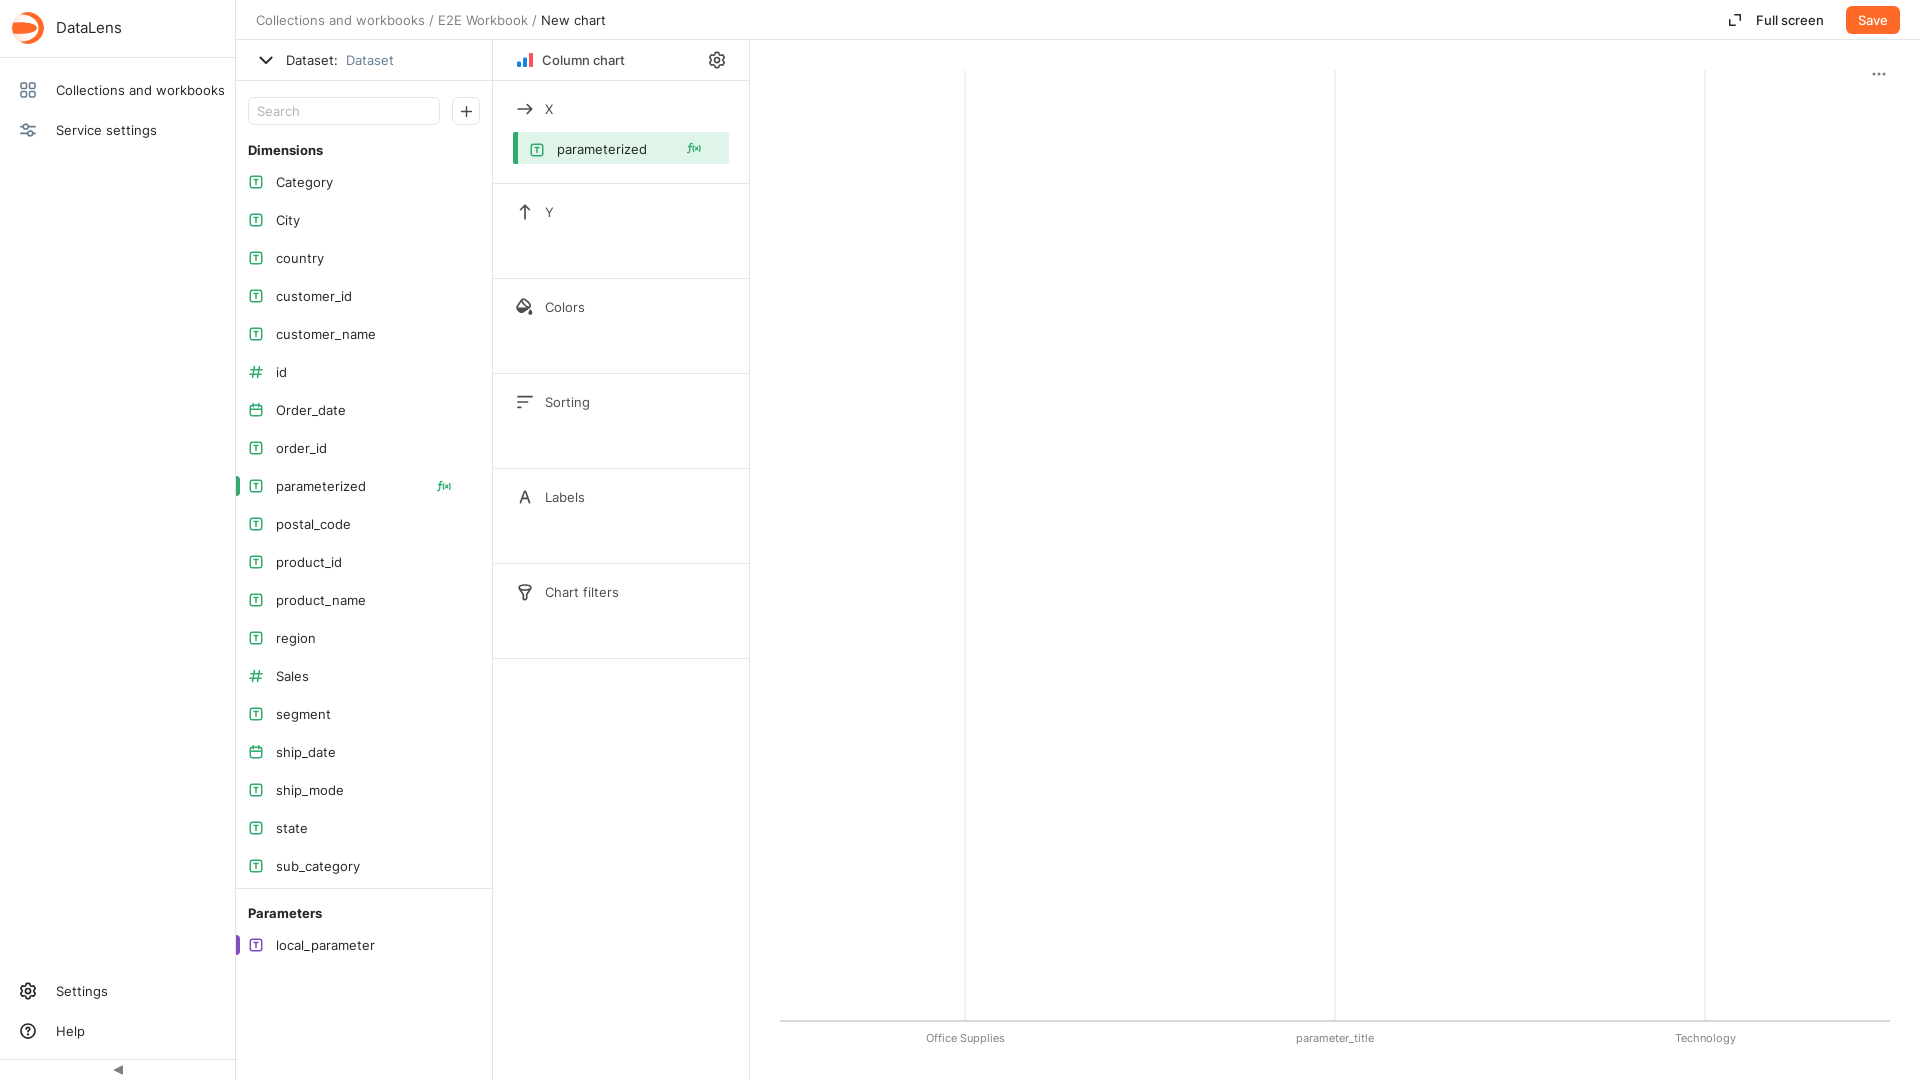 DataLens
Collections and workbooks
Service settings
Settings
Help
Collections and workbooks / E2E Workbook / New chart
Full screen
Save
Dataset: Dataset
Search
Dimensions
Category
City
country
customer_id
customer_name
id
Order_date
order_id
parameterized
postal_code
product_id
product_name
region
Sales
segment
ship_date
ship_mode
state
sub_category
Parameters
local_parameter
Column chart
X
parameterized
Y
Colors
Sorting
Labels
Chart filters
Office Supplies
parameter_title
Technology